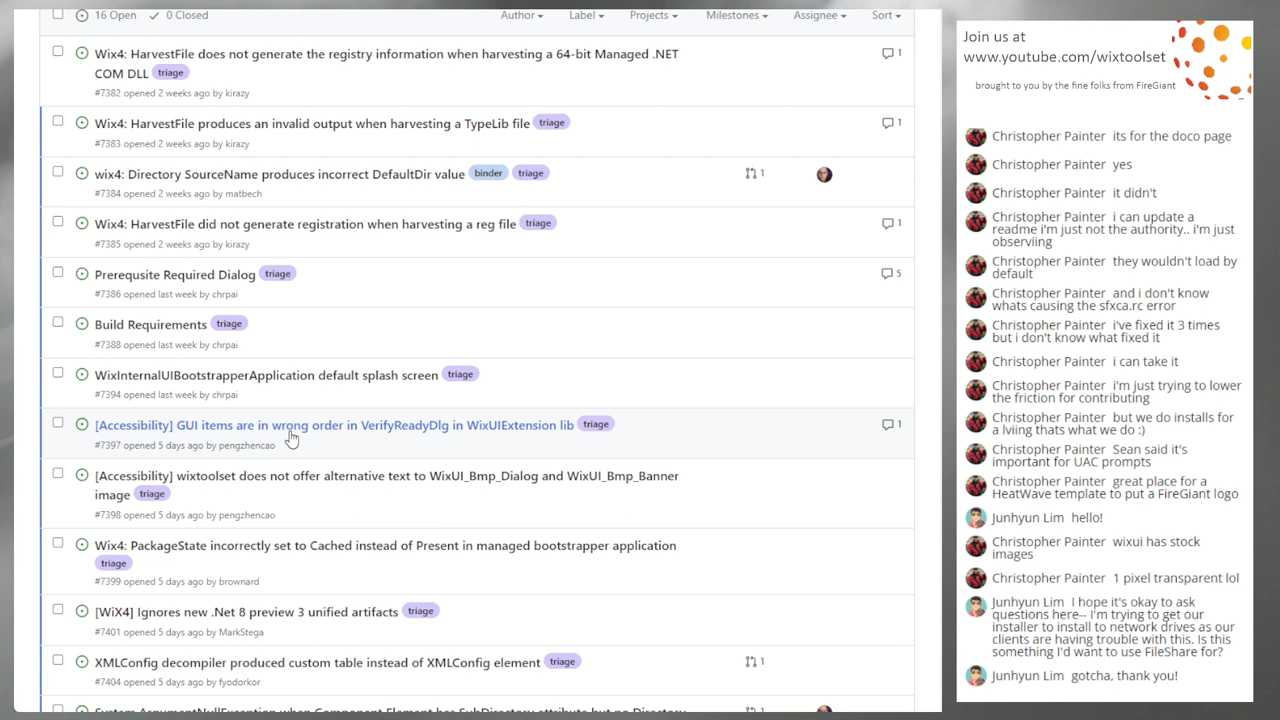 16 Open 0 Closed Author Label Projects Milestones Assignee Sort
Wix4: HarvestFile does not generate the registry information when harvesting a 64-bit Managed .NET
COM DLL triage
1
#7382 opened 2 weeks ago by kirazy
Wix4: HarvestFile produces an invalid output when harvesting a TypeLib file triage
1
#7383 opened 2 weeks ago by kirazy
wix4: Directory SourceName produces incorrect DefaultDir value binder triage
1
#7384 opened 2 weeks ago by matbech
Wix4: HarvestFile did not generate registration when harvesting a reg file triage
1
#7385 opened 2 weeks ago by kirazy
Prerequsite Required Dialog triage
5
#7386 opened last week by chrpai
Build Requirements triage
#7388 opened last week by chrpai
WixInternalUIBootstrapperApplication default splash screen triage
#7394 opened last week by chrpai
[Accessibility] GUI items are in wrong order in VerifyReadyDlg in WixUIExtension lib triage
1
#7397 opened 5 days ago by pengzhencao
[Accessibility] wixtoolset does not offer alternative text to WixUI_Bmp_Dialog and WixUI_Bmp_Banner
image triage
#7398 opened 5 days ago by pengzhencao
Wix4: PackageState incorrectly set to Cached instead of Present in managed bootstrapper application
triage
#7399 opened 5 days ago by brownard
[WiX4] Ignores new .Net 8 preview 3 unified artifacts triage
#7401 opened 5 days ago by MarkStega
XMLConfig decompiler produced custom table instead of XMLConfig element triage
1
#7404 opened 5 days ago by fyodorkor
System.ArgumentNullException when Component Element has SubDirectory attribute but no Directory
1
Join us at
www.youtube.com/wixtoolset
brought to you by the fine folks from FireGiant
Christopher Painter its for the doco page
Christopher Painter yes
Christopher Painter it didn't
Christopher Painter i can update a
readme i'm just not the authority.. i'm just
observiing
Christopher Painter they wouldn't load by
default
Christopher Painter and i don't know
whats causing the sfxca.rc error
Christopher Painter i've fixed it 3 times
but i don't know what fixed it
Christopher Painter i can take it
Christopher Painter i'm just trying to lower
the friction for contributing
Christopher Painter but we do installs for
a lviing thats what we do :)
Christopher Painter Sean said it's
important for UAC prompts
Christopher Painter great place for a
HeatWave template to put a FireGiant logo
Junhyun Lim hello!
Christopher Painter wixui has stock
images
Christopher Painter 1 pixel transparent lol
Junhyun Lim I hope it's okay to ask
questions here-- I'm trying to get our
installer to install to network drives as our
clients are having trouble with this. Is this
something I'd want to use FileShare for?
Junhyun Lim gotcha, thank you!